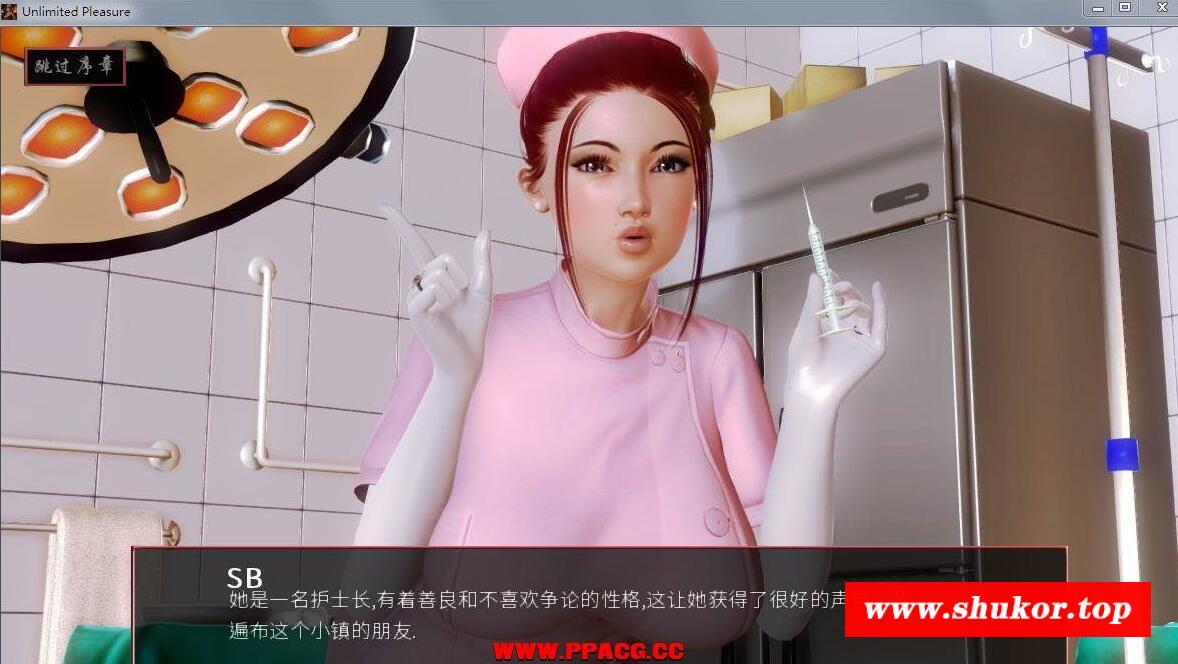 Unlimited Pleasure
跳过序章
SB
她是一名护士长,有着善良和不喜欢争论的性格,这让她获得了很好的声
遍布这个小镇的朋友.
www.shukor.top
WWW.PPACG.CC